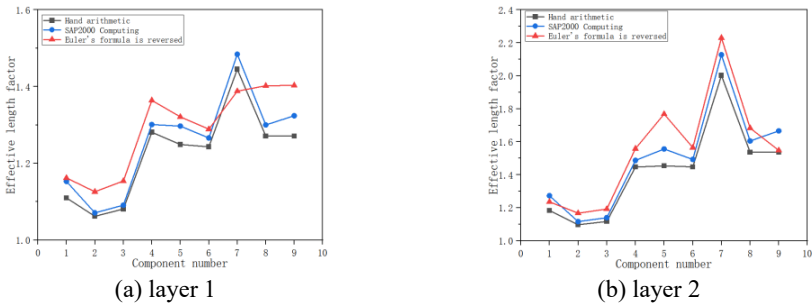 1.6
1.4
1.2
1.0
Effective length factor
Hand arithmetic
SAP2000 Computing
Euler's formula is reversed
0 1 2 3 4 5 6 7 8 9 10
Component number
(a) layer 1
2.4
2.2
2.0
1.8
1.6
1.4
1.2
1.0
Effective length factor
Hand arithmetic
SAP2000 Computing
Euler's formula is reversed
0 1 2 3 4 5 6 7 8 9 10
Component number
(b) layer 2